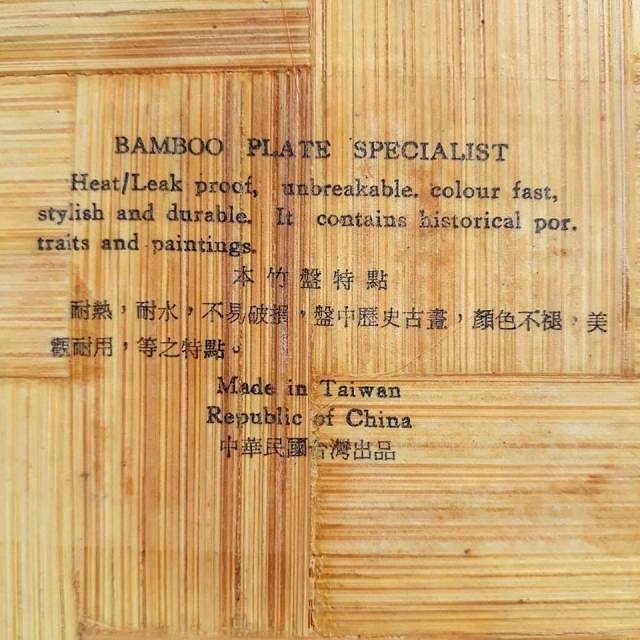 BAMBOO PLATE SPECIALIST
Heat/Leak proof, unbreakable. colour fast,
stylish and durable. It contains historical por.
traits and paintings.
本竹盤特點
耐熱，耐水，不易破損，盤中歷史古畫，顏色不褪，美
觀耐用，等之特點。
Made in Taiwan
Republic of China
中華民國台灣出品